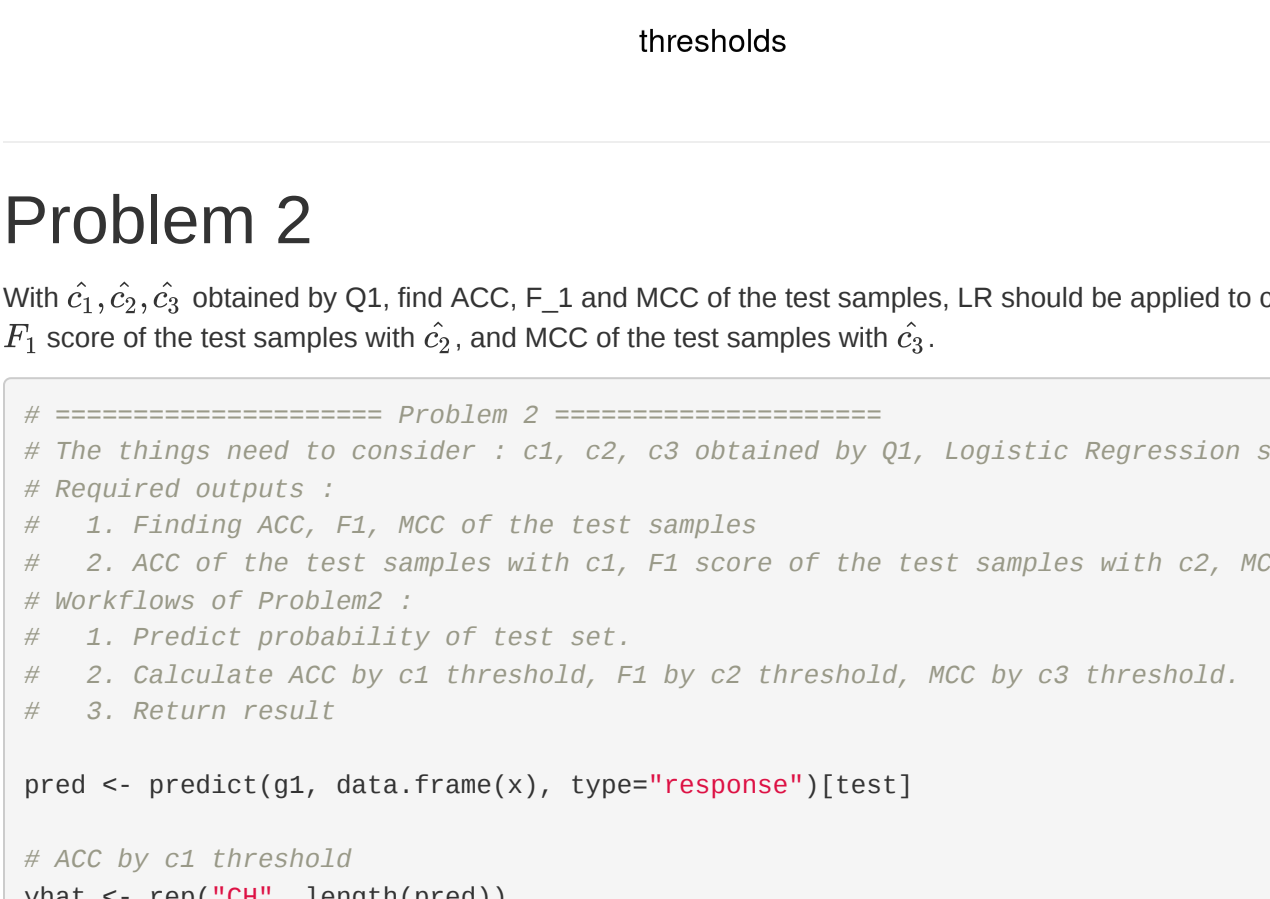 thresholds
Problem 2
With ĉ₁, ĉ₂, ĉ₃ obtained by Q1, find ACC, F_1 and MCC of the test samples, LR should be applied to
F₁ score of the test samples with ĉ₂, and MCC of the test samples with ĉ₃.
# ===================== Problem 2 =====================
# The things need to consider : c1, c2, c3 obtained by Q1, Logistic Regression
# Required outputs :
#   1. Finding ACC, F1, MCC of the test samples
#   2. ACC of the test samples with c1, F1 score of the test samples with c2,
# Workflows of Problem2 :
#   1. Predict probability of test set.
#   2. Calculate ACC by c1 threshold, F1 by c2 threshold, MCC by c3 threshold.
#   3. Return result
pred <- predict(g1, data.frame(x), type="response")[test]
# ACC by c1 threshold
yhat <- rep("CH", length(pred))